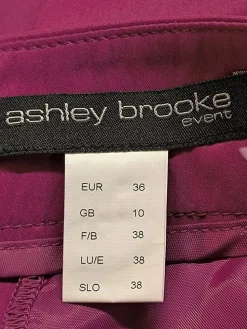 ashley brooke
event
EUR 36
GB 10
F/B 38
LU/E 38
SLO 38